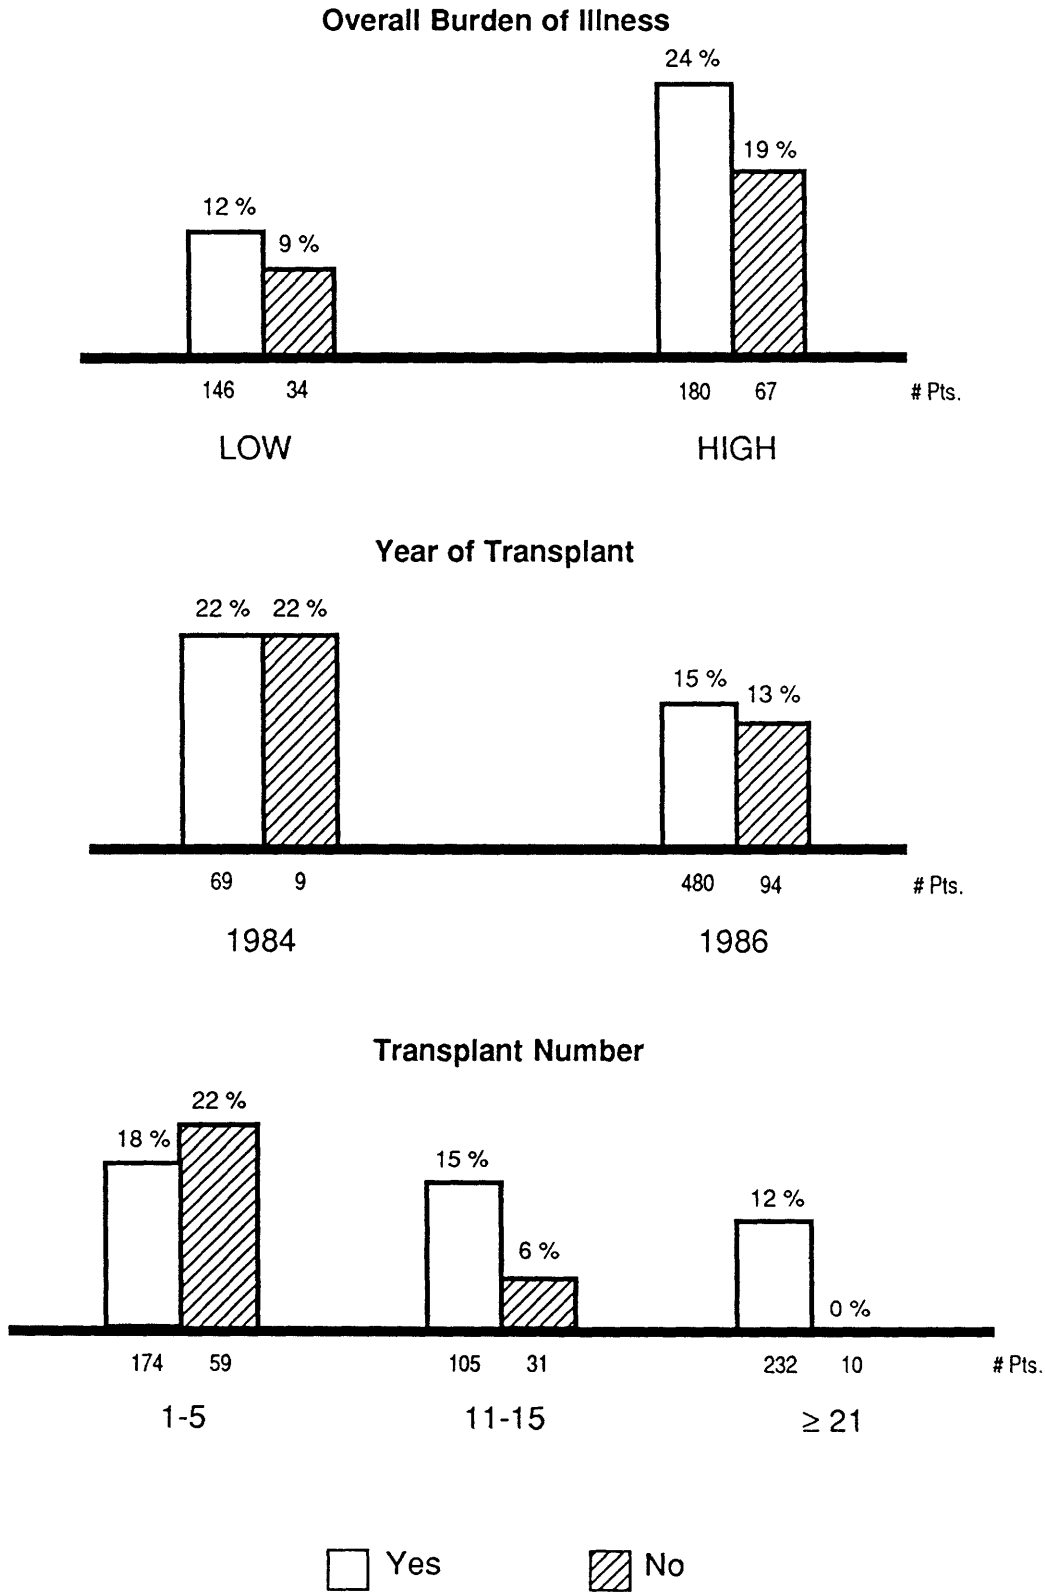 Overall Burden of Illness
24 %
19 %
12 %
9 %
146 34 180 67 # Pts.
LOW HIGH
Year of Transplant
22 % 22 %
15 % 13 %
69 9 480 94 # Pts.
1984 1986
Transplant Number
22 %
18 %
15 %
12 %
6 %
0 %
174 59 105 31 232 10 # Pts.
1-5 11-15 ≥ 21
Yes No